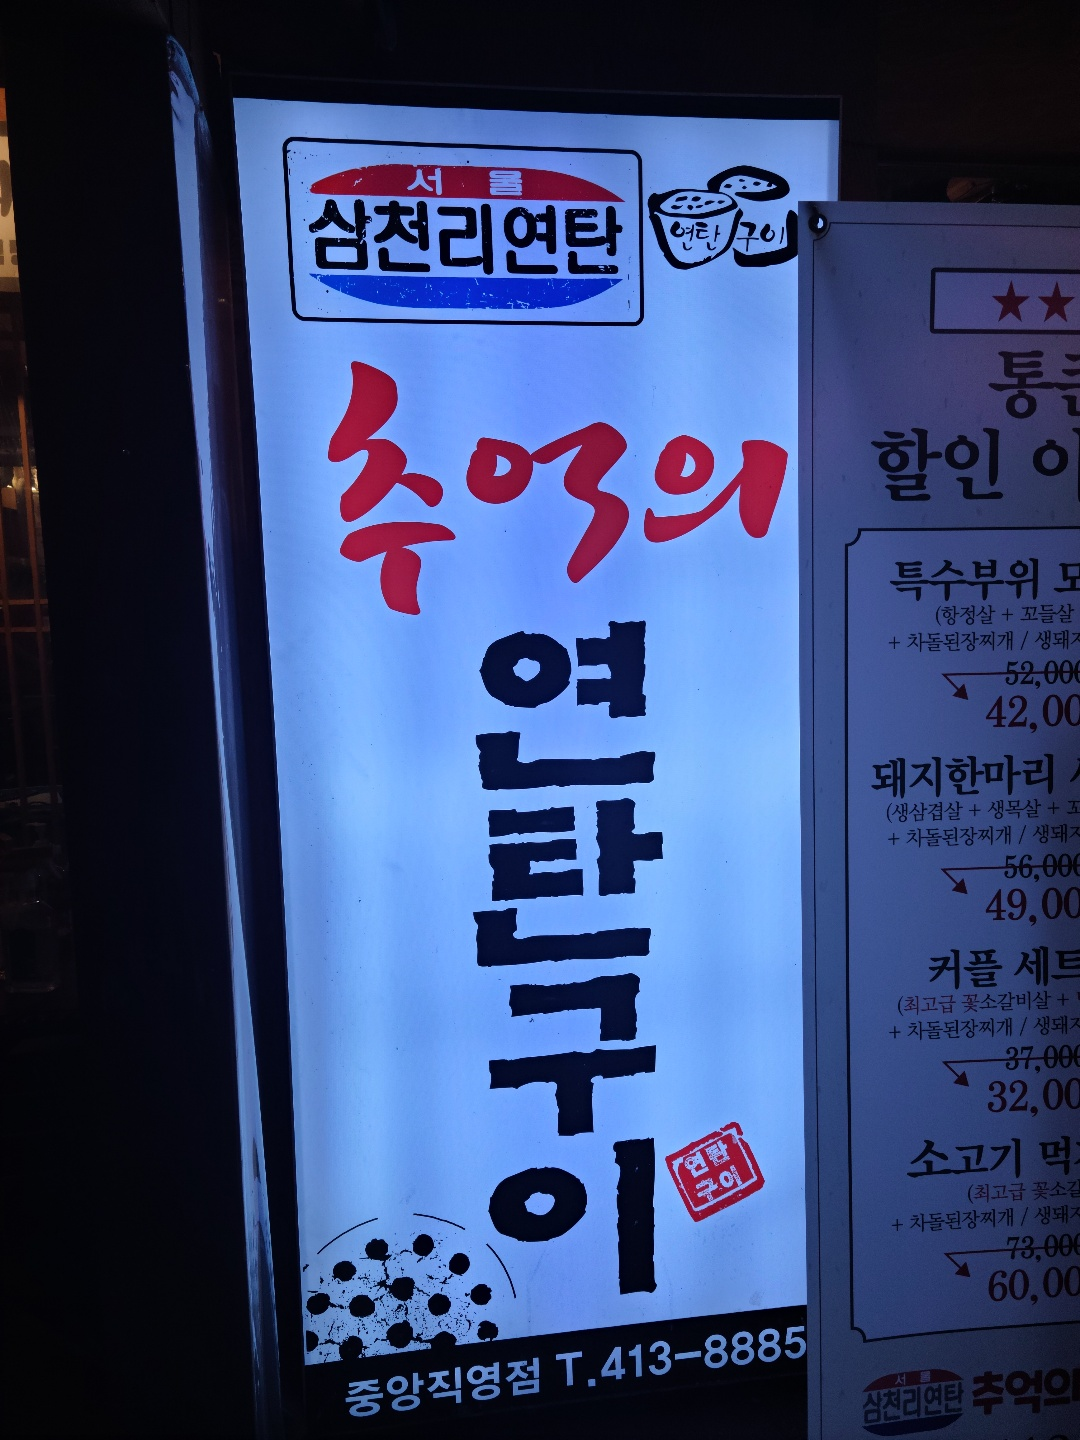 서울
삼천리연탄
연탄 구이
추억의
연탄구이
연탄
구이
중앙직영점 T.413-8885
★★
통큰
할인 이
특수부위 모
(항정살 + 꼬들살
+ 차돌된장찌개 / 생돼지
52,000
42,00
돼지한마리
(생삼겹살 + 생목살 + 꼬
+ 차돌된장찌개 / 생돼지
56,000
49,00
커플 세트
(최고급 꽃소갈비살 +
+ 차돌된장찌개 / 생돼지
37,000
32,00
소고기 먹
(최고급 꽃소갈
+ 차돌된장찌개 / 생돼지
73,000
60,00
서울
삼천리연탄
추억의